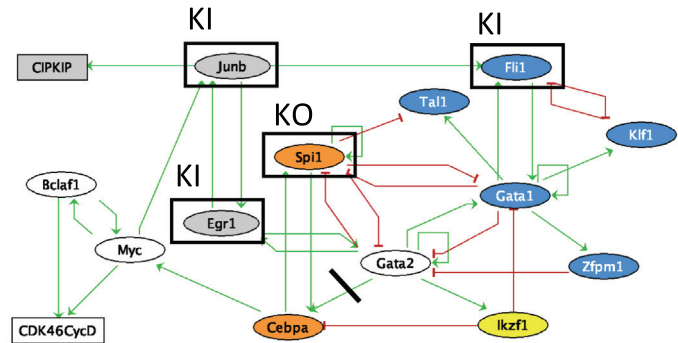 KI
KI
CIPKIP
Junb
Fli1
Tal1
KO
Klf1
Spi1
Bclaf1
KI
Gata1
Egr1
Myc
Gata2
Zfpm1
CDK46CycD
Cebpa
Ikzf1